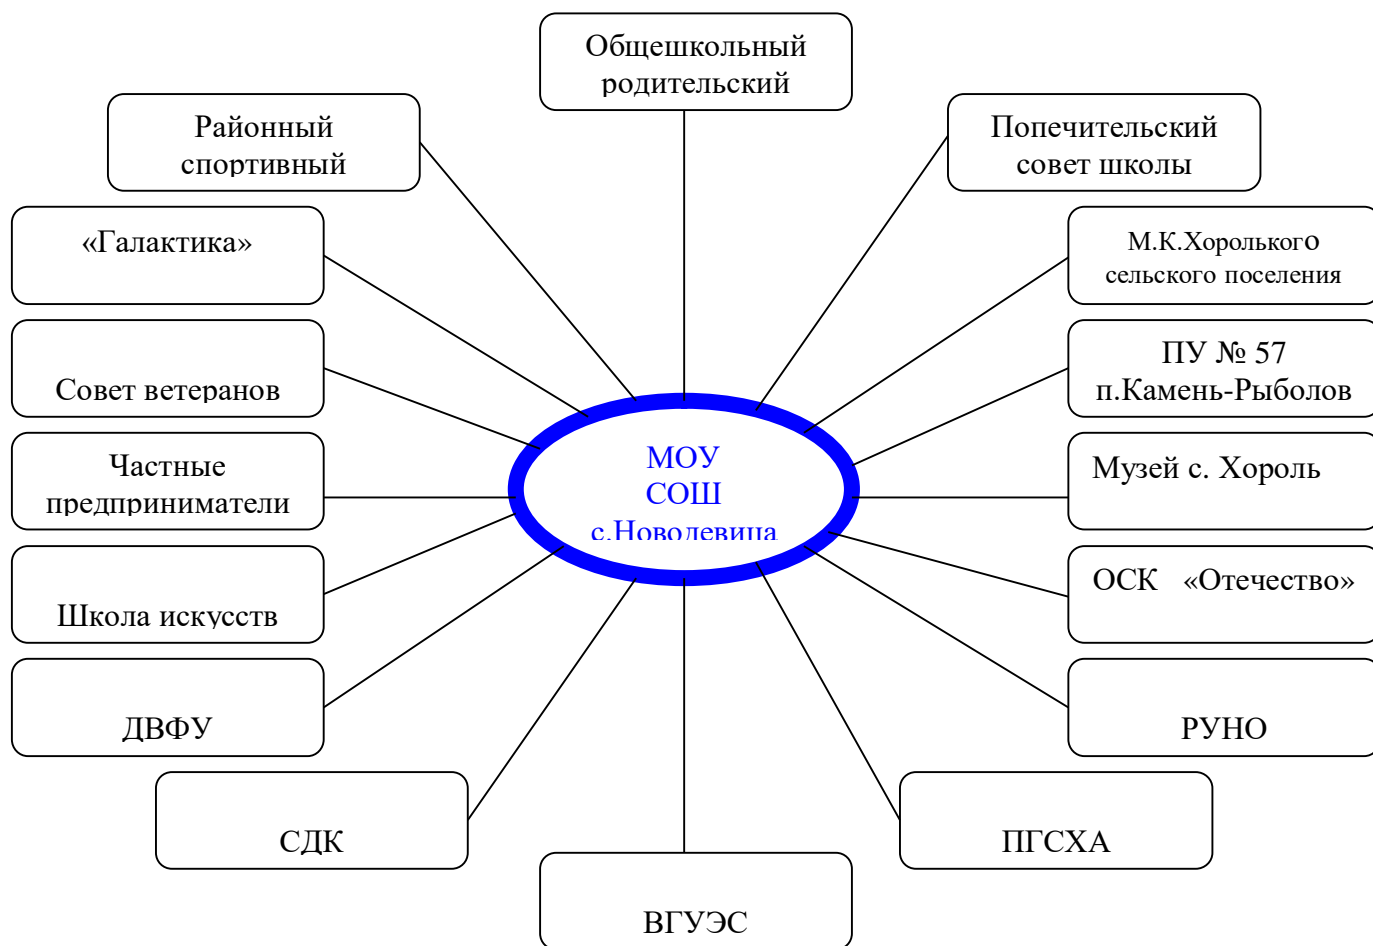 Общешкольный
родительский
Районный
спортивный
Попечительский
совет школы
«Галактика»
М.К.Хоролького
сельского поселения
Совет ветеранов
ПУ № 57
п.Камень-Рыболов
МОУ
СОШ
с.Новодевица
Частные
предприниматели
Музей с. Хороль
Школа искусств
ОСК «Отечество»
ДВФУ
РУНО
СДК
ПГСХА
ВГУЭС